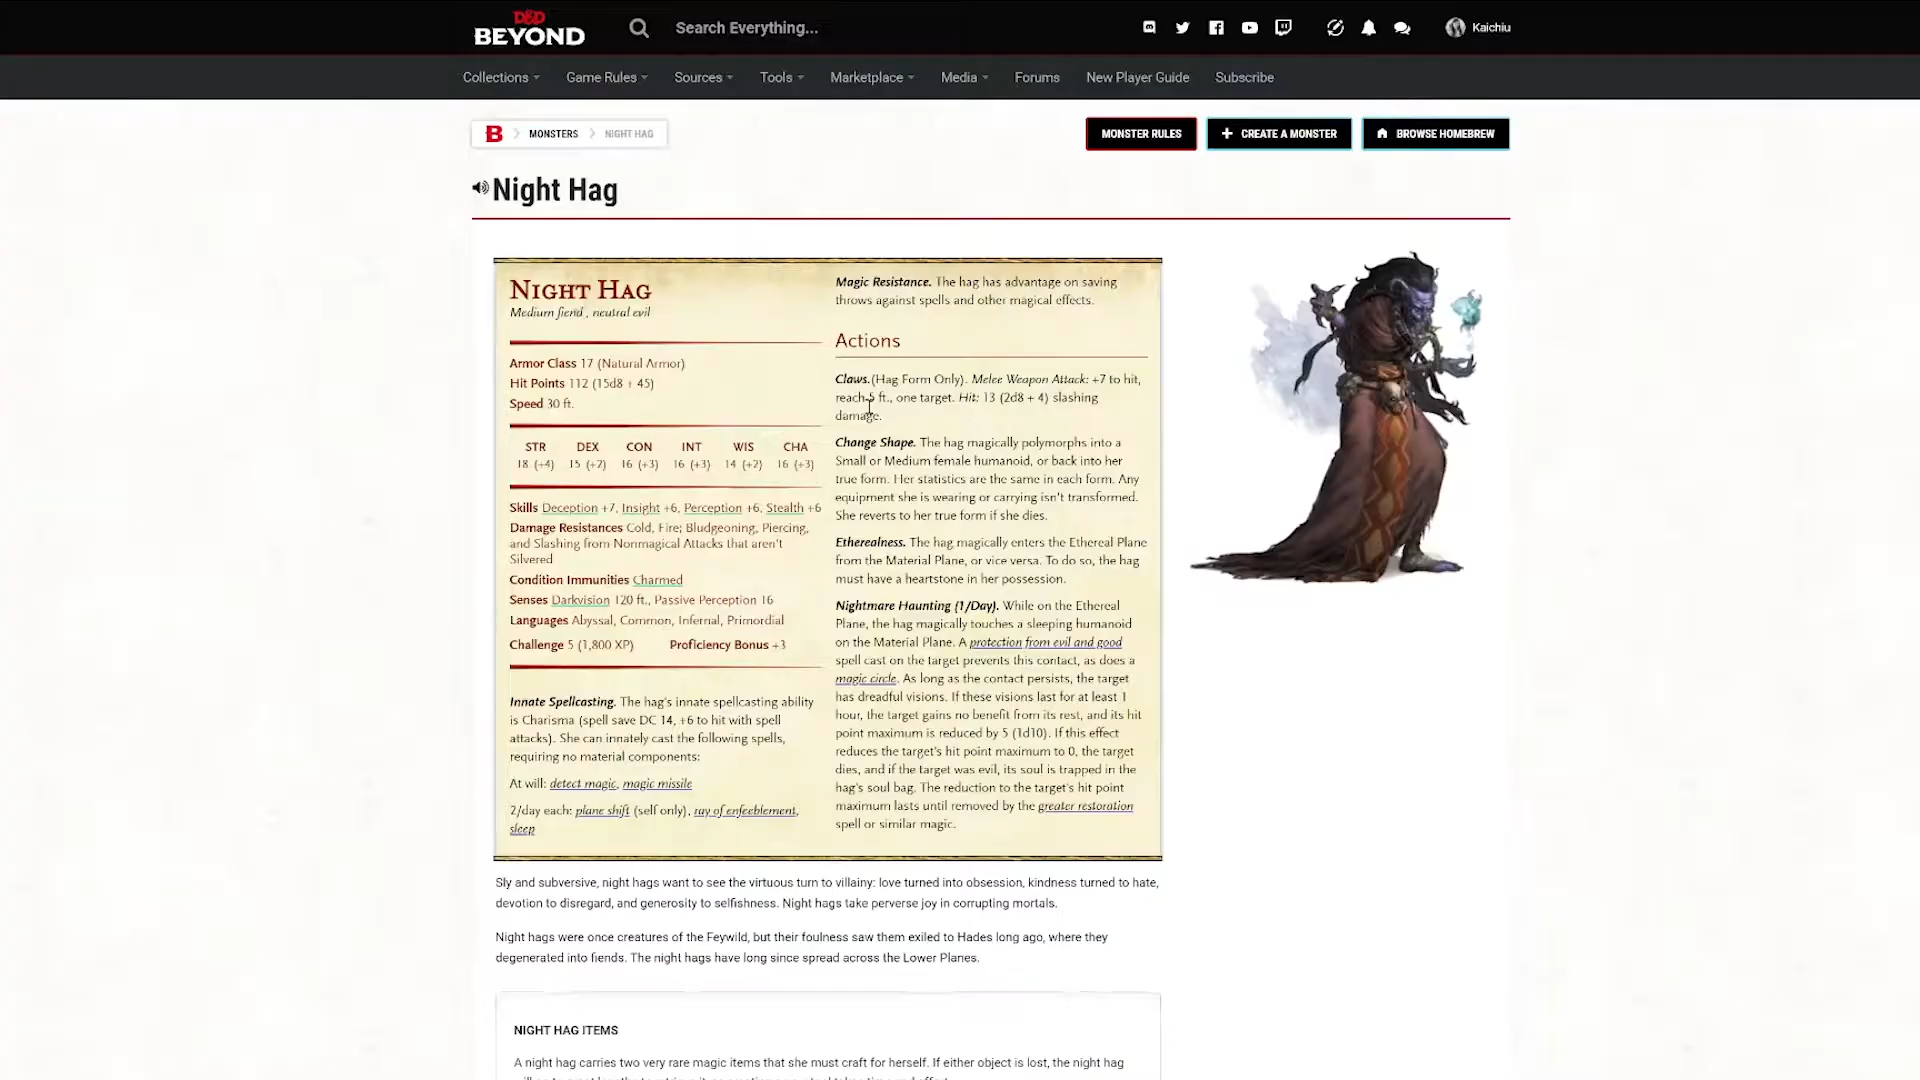 D&D
BEYOND
Search Everything...
Kaichiu
Collections
Game Rules
Sources
Tools
Marketplace
Media
Forums
New Player Guide
Subscribe
B
MONSTERS
NIGHT HAG
MONSTER RULES
CREATE A MONSTER
BROWSE HOMEBREW
Night Hag
NIGHT HAG
Medium fiend , neutral evil
Armor Class 17 (Natural Armor)
Hit Points 112 (15d8 + 45)
Speed 30 ft.
STR DEX CON INT WIS CHA
18 (+4) 15 (+2) 16 (+3) 16 (+3) 14 (+2) 16 (+3)
Skills Deception +7, Insight +6, Perception +6, Stealth +6
Damage Resistances Cold, Fire; Bludgeoning, Piercing,
and Slashing from Nonmagical Attacks that aren't
Silvered
Condition Immunities Charmed
Senses Darkvision 120 ft., Passive Perception 16
Languages Abyssal, Common, Infernal, Primordial
Challenge 5 (1,800 XP) Proficiency Bonus +3
Innate Spellcasting. The hag's innate spellcasting ability
is Charisma (spell save DC 14, +6 to hit with spell
attacks). She can innately cast the following spells,
requiring no material components:
At will: detect magic, magic missile
2/day each: plane shift (self only), ray of enfeeblement,
sleep
Magic Resistance. The hag has advantage on saving
throws against spells and other magical effects.
Actions
Claws.(Hag Form Only). Melee Weapon Attack: +7 to hit,
reach 5 ft., one target. Hit: 13 (2d8 + 4) slashing
damage.
Change Shape. The hag magically polymorphs into a
Small or Medium female humanoid, or back into her
true form. Her statistics are the same in each form. Any
equipment she is wearing or carrying isn't transformed.
She reverts to her true form if she dies.
Etherealness. The hag magically enters the Ethereal Plane
from the Material Plane, or vice versa. To do so, the hag
must have a heartstone in her possession.
Nightmare Haunting (1/Day). While on the Ethereal
Plane, the hag magically touches a sleeping humanoid
on the Material Plane. A protection from evil and good
spell cast on the target prevents this contact, as does a
magic circle. As long as the contact persists, the target
has dreadful visions. If these visions last for at least 1
hour, the target gains no benefit from its rest, and its hit
point maximum is reduced by 5 (1d10). If this effect
reduces the target's hit point maximum to 0, the target
dies, and if the target was evil, its soul is trapped in the
hag's soul bag. The reduction to the target's hit point
maximum lasts until removed by the greater restoration
spell or similar magic.
Sly and subversive, night hags want to see the virtuous turn to villainy: love turned into obsession, kindness turned to hate,
devotion to disregard, and generosity to selfishness. Night hags take perverse joy in corrupting mortals.
Night hags were once creatures of the Feywild, but their foulness saw them exiled to Hades long ago, where they
degenerated into fiends. The night hags have long since spread across the Lower Planes.
NIGHT HAG ITEMS
A night hag carries two very rare magic items that she must craft for herself. If either object is lost, the night hag